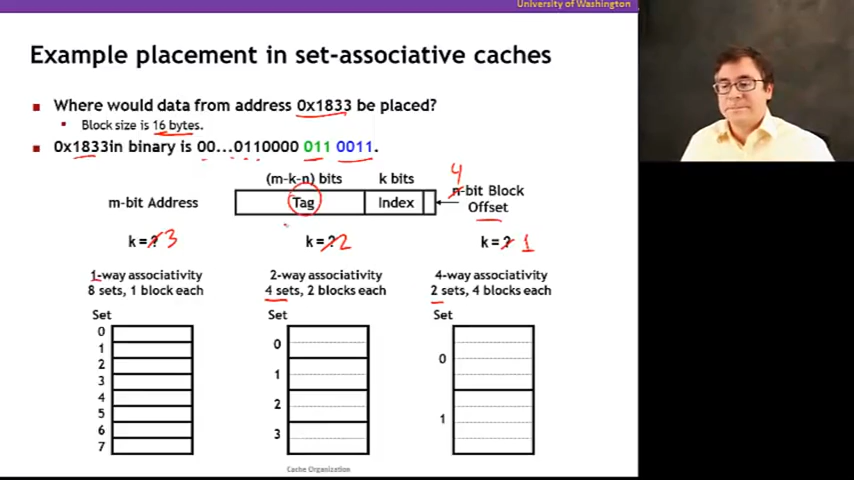 University of Washington
Example placement in set-associative caches
Where would data from address 0x1833 be placed?
Block size is 16 bytes.
0x1833in binary is 00...0110000 011 0011.
(m-k-n) bits k bits 4
m-bit Address Tag Index n-bit Block
Offset
k = ? 3 k = ? 2 k = ? 1
1-way associativity 2-way associativity 4-way associativity
8 sets, 1 block each 4 sets, 2 blocks each 2 sets, 4 blocks each
Set Set Set
0
1
2
3
4
5
6
7
0
1
2
3
0
1
Cache Organization